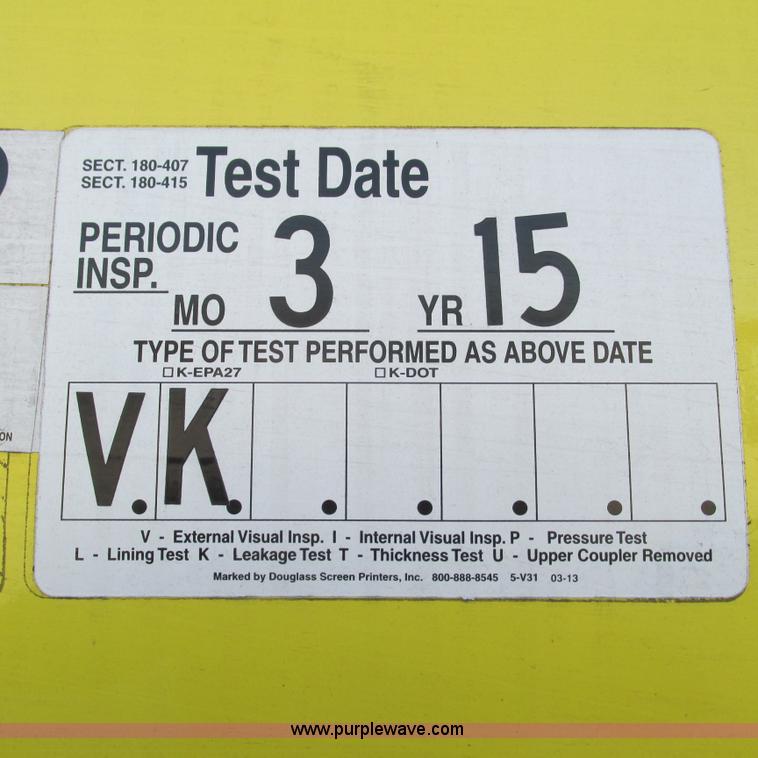 SECT. 180-407
SECT. 180-415
Test Date
PERIODIC
INSP.
MO 3 YR 15
TYPE OF TEST PERFORMED AS ABOVE DATE
☐ K-EPA27 ☐ K-DOT
V. K. . . . . .
V - External Visual Insp. I - Internal Visual Insp. P - Pressure Test
L - Lining Test K - Leakage Test T - Thickness Test U - Upper Coupler Removed
Marked by Douglass Screen Printers, Inc. 800-888-8545 5-V31 03-13
ON
www.purplewave.com